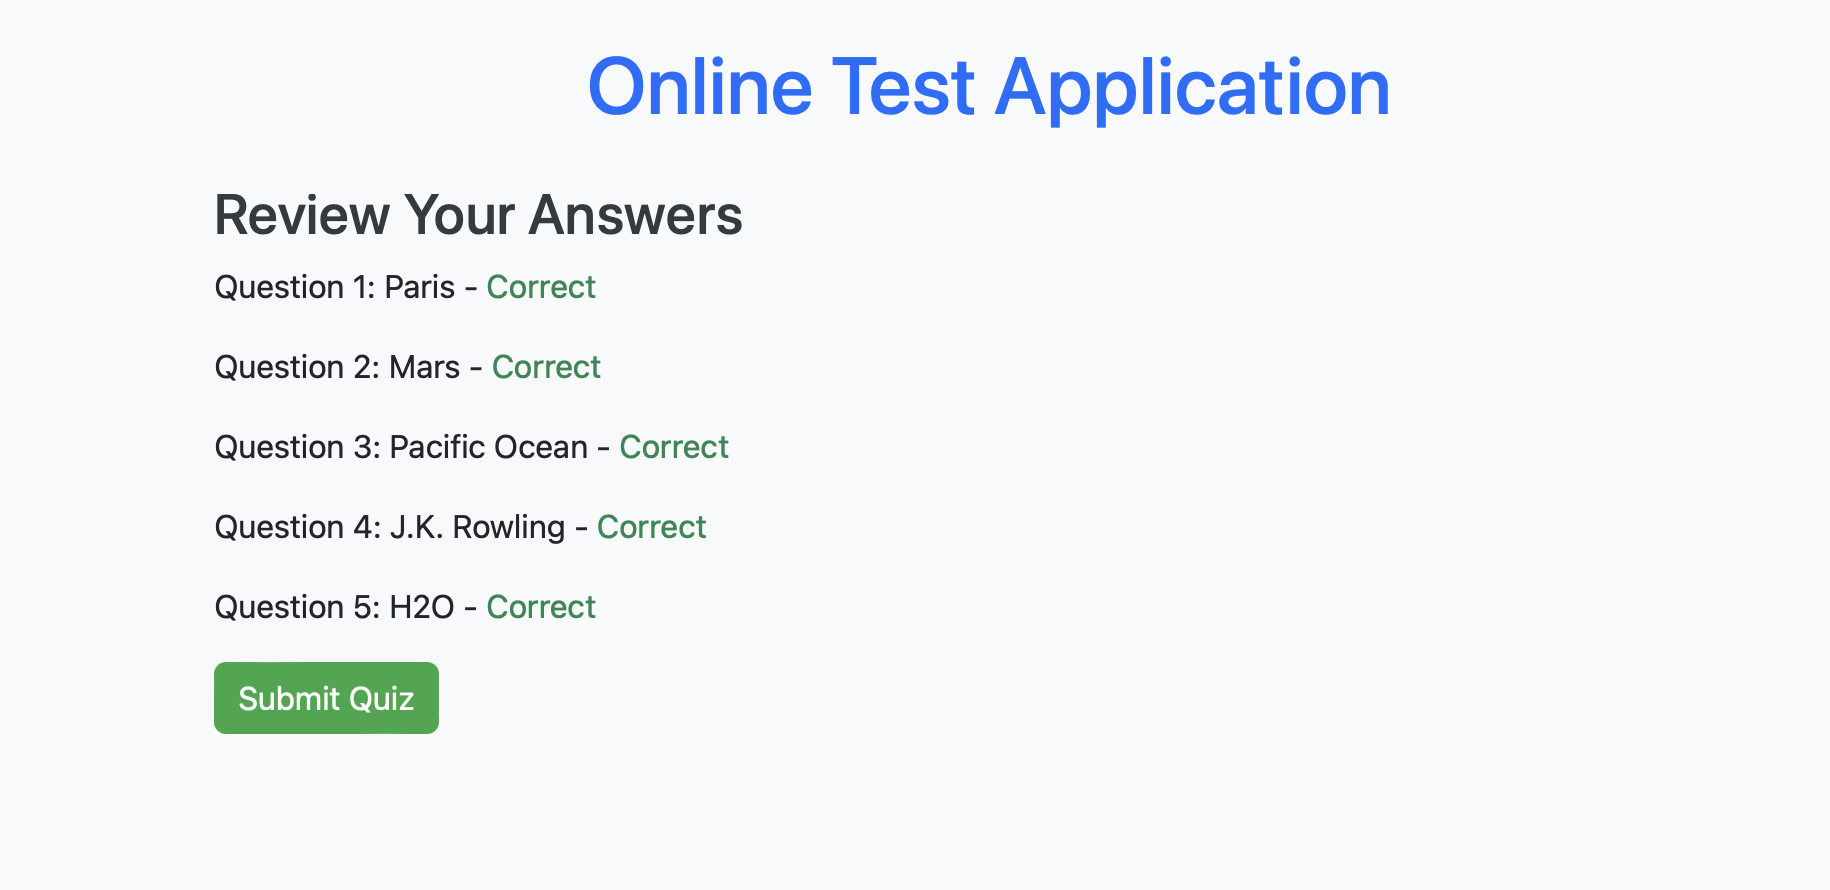 Online Test Application
Review Your Answers
Question 1: Paris - Correct
Question 2: Mars - Correct
Question 3: Pacific Ocean - Correct
Question 4: J.K. Rowling - Correct
Question 5: H2O - Correct
Submit Quiz